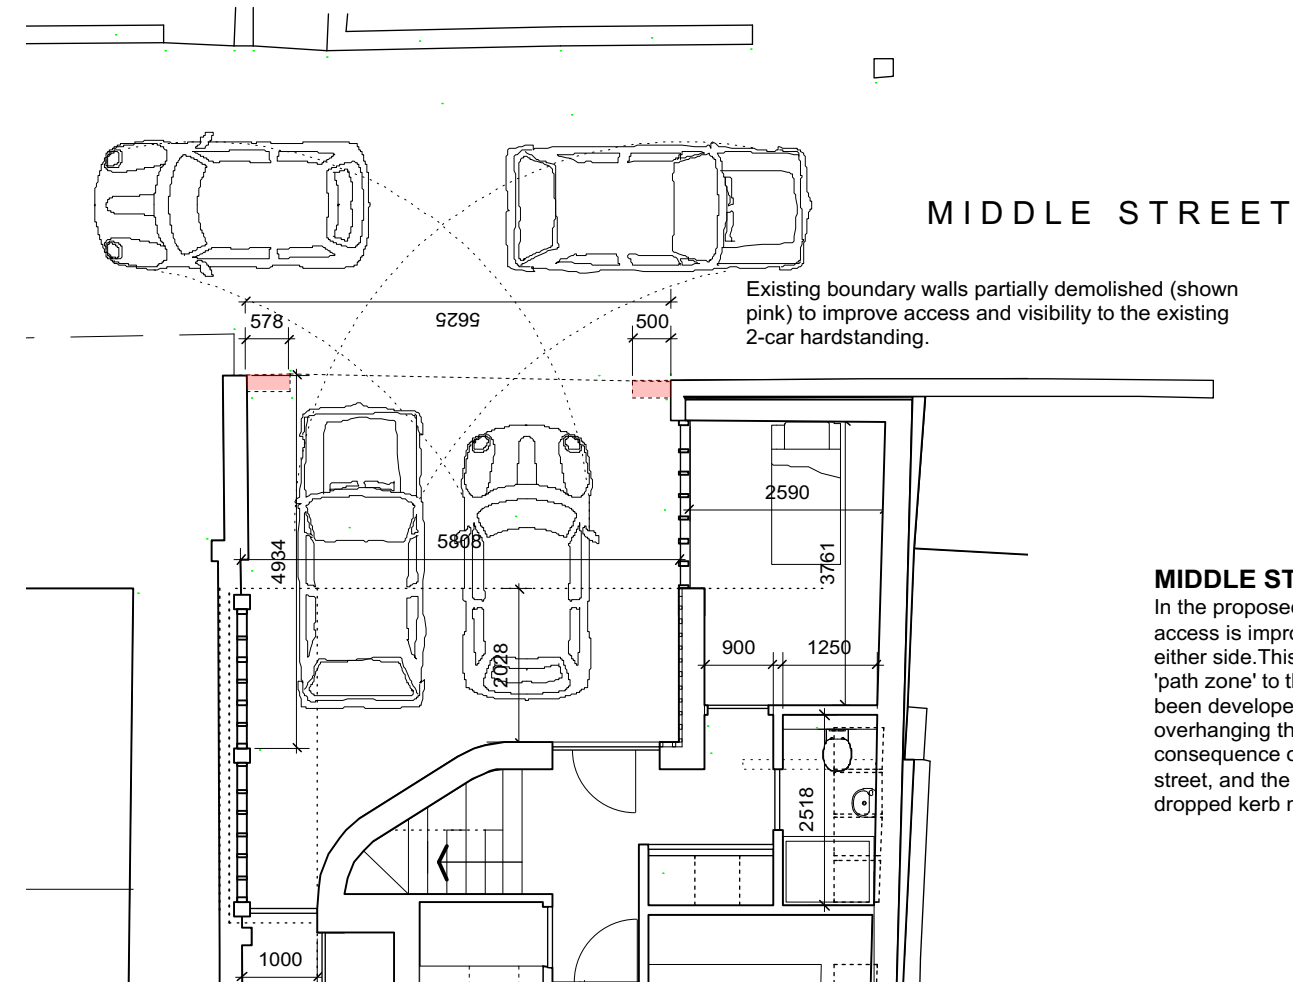 MIDDLE STREET
Existing boundary walls partially demolished (shown
pink) to improve access and visibility to the existing
2-car hardstanding.
578
5625
500
2590
5808
4934
3761
MIDDLE ST
In the proposed
access is impro
either side.This
'path zone' to th
been develope
overhanging th
consequence o
street, and the
dropped kerb r
2028
900
1250
2518
1000